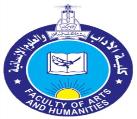 كلية الآداب والعلوم الإنسانية
FACULTY OF ARTS
AND HUMANITIES